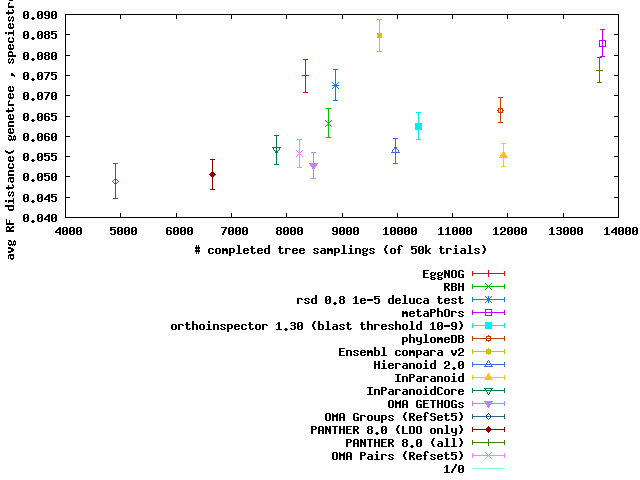 0.090
0.085
0.080
0.075
0.070
0.065
0.060
0.055
0.050
0.045
0.040
avg RF distance( genetree , speciestre
4000 5000 6000 7000 8000 9000 10000 11000 12000 13000 14000
# completed tree samplings (of 50k trials)
EggNOG
RBH
rsd 0.8 1e-5 deluca test
metaPhOrs
orthoinspector 1.30 (blast threshold 10-9)
phylomeDB
Ensembl compara v2
Hieranoid 2.0
InParanoid
InParanoidCore
OMA GETHOGs
OMA Groups (RefSet5)
PANTHER 8.0 (LDO only)
PANTHER 8.0 (all)
OMA Pairs (Refset5)
1/0